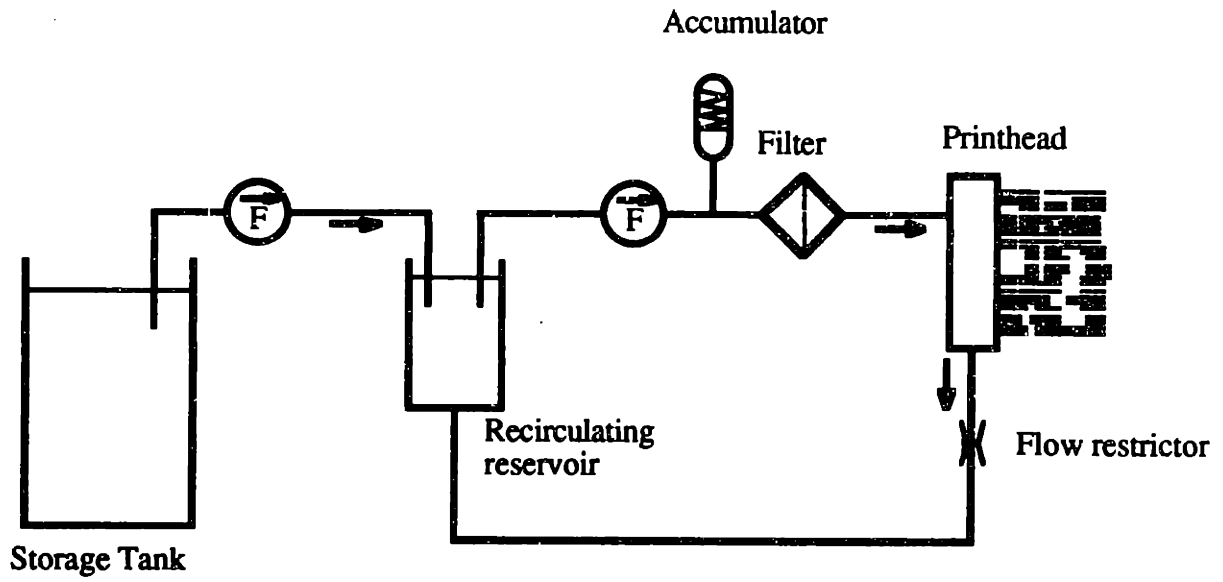 Accumulator
Filter
Printhead
F
F
Recirculating
reservoir
Flow restrictor
Storage Tank